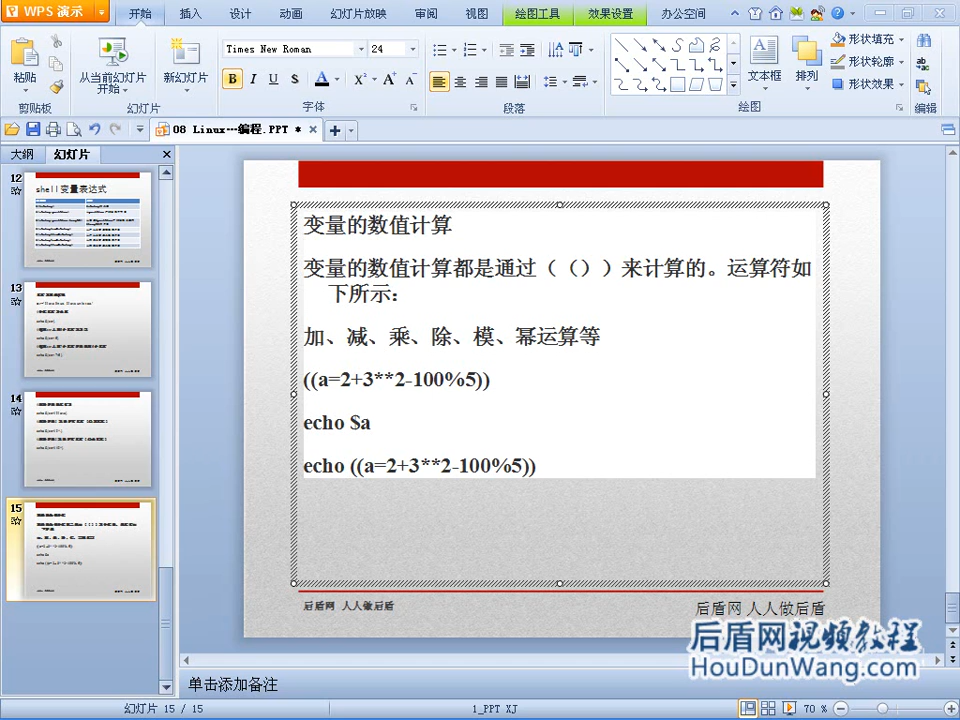 WPS 演示
开始 插入 设计 动画 幻灯片放映 审阅 视图 绘图工具 效果设置 办公空间
粘贴
从当前幻灯片
开始
新幻灯片
Times New Roman 24
B I U S A X² A A
文本框
排列
形状填充
形状轮廓
形状效果
剪贴板 幻灯片 字体 段落 绘图 编辑
08 Linux---编程.PPT *
大纲 幻灯片
12
shell变量表达式
13
14
15
变量的数值计算
变量的数值计算都是通过（（））来计算的。运算符如
下所示：
加、减、乘、除、模、幂运算等
((a=2+3**2-100%5))
echo $a
echo ((a=2+3**2-100%5))
后盾网 人人做后盾
后盾网 人人做后盾
后盾网视频教程
HouDunWang.com
单击添加备注
幻灯片 15 / 15
1_PPT XJ
70 %